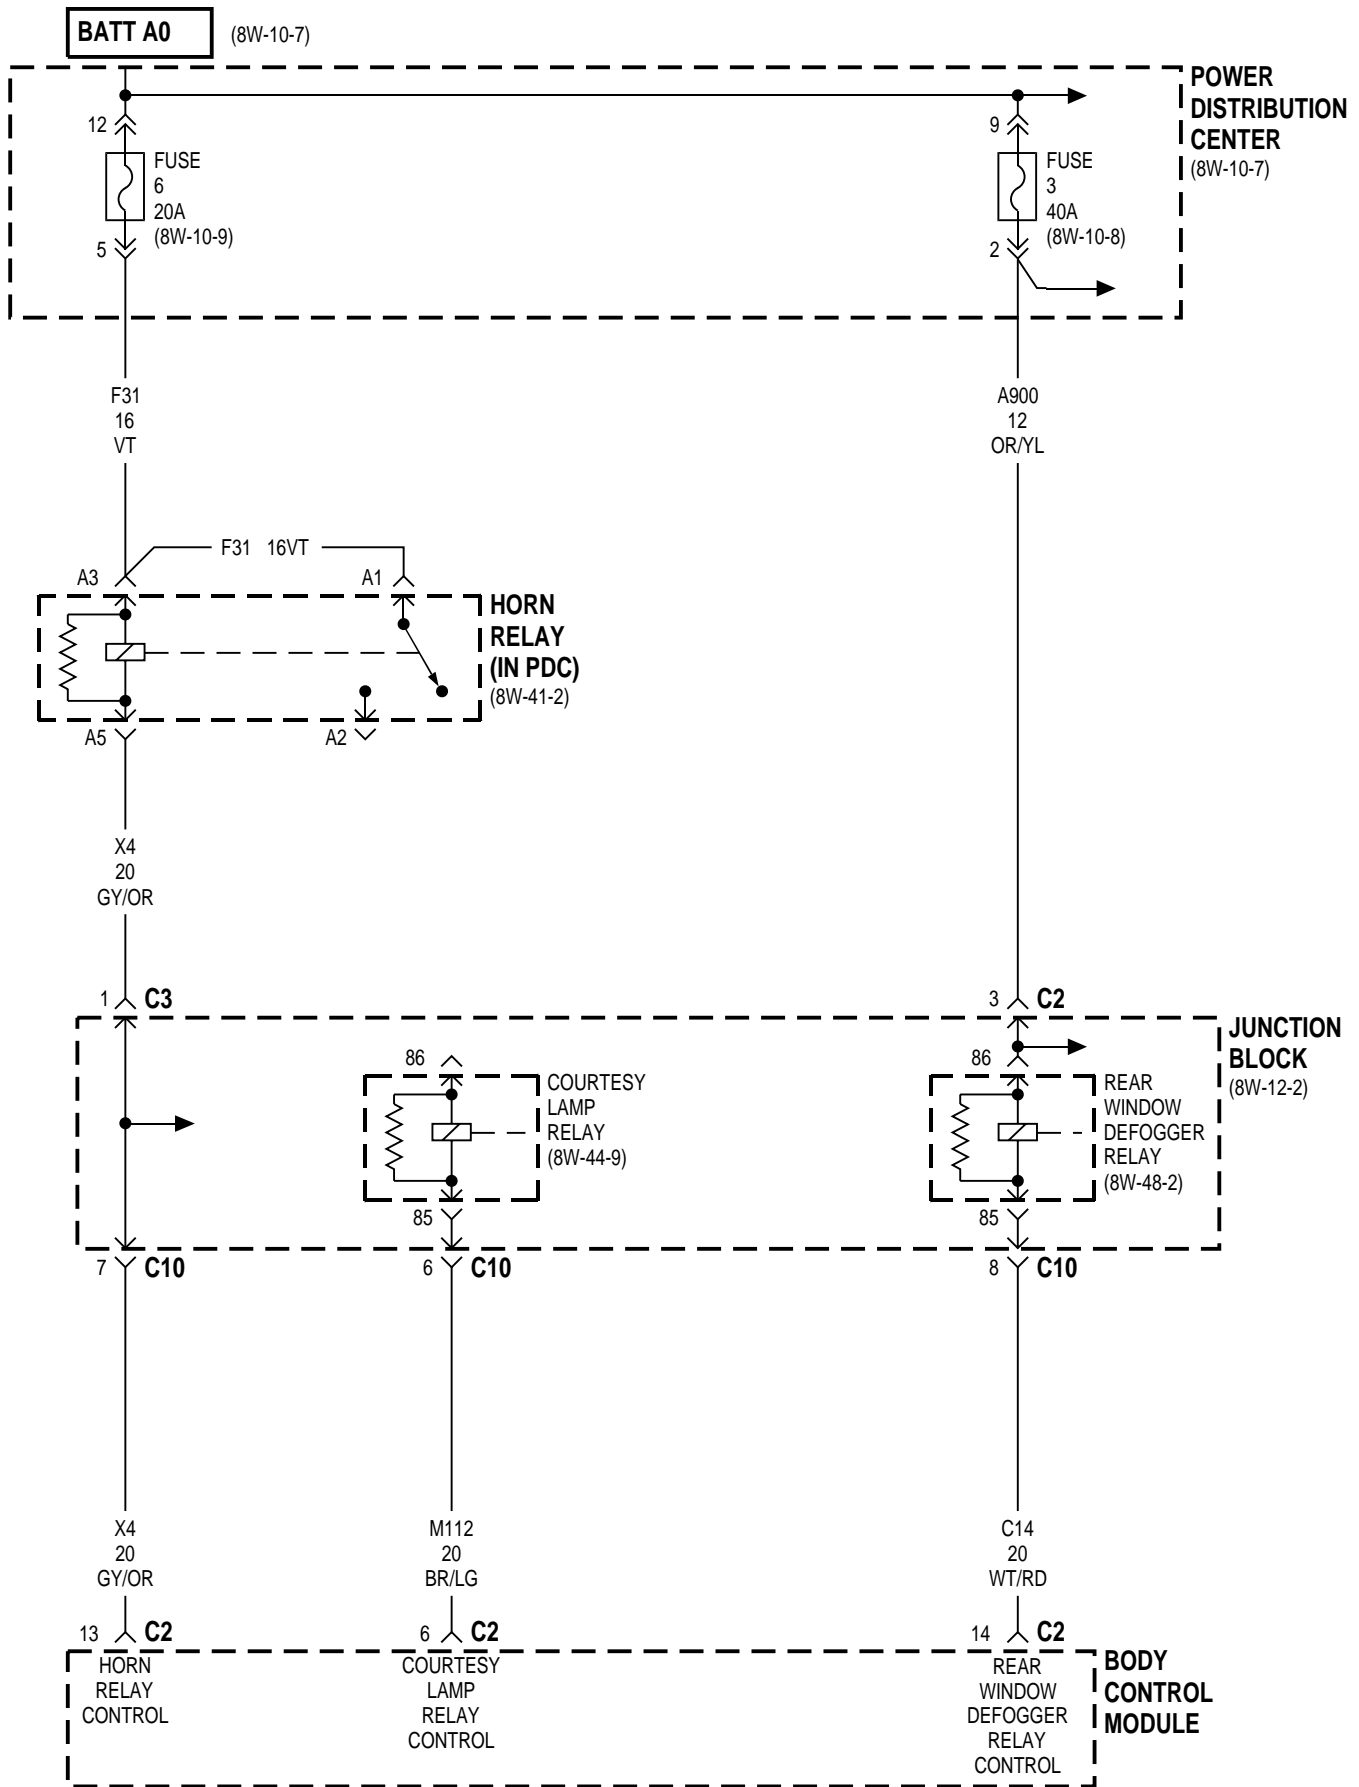 BATT A0
(8W-10-7)
POWER
DISTRIBUTION
CENTER
(8W-10-7)
12
FUSE
6
20A
(8W-10-9)
5
9
FUSE
3
40A
(8W-10-8)
2
F31
16
VT
A900
12
OR/YL
F31 16VT
A3
A1
HORN
RELAY
(IN PDC)
(8W-41-2)
A5
A2
X4
20
GY/OR
1
C3
3
C2
JUNCTION
BLOCK
(8W-12-2)
86
COURTESY
LAMP
RELAY
(8W-44-9)
85
86
REAR
WINDOW
DEFOGGER
RELAY
(8W-48-2)
85
7
C10
6
C10
8
C10
X4
20
GY/OR
M112
20
BR/LG
C14
20
WT/RD
13
C2
6
C2
14
C2
HORN
RELAY
CONTROL
COURTESY
LAMP
RELAY
CONTROL
REAR
WINDOW
DEFOGGER
RELAY
CONTROL
BODY
CONTROL
MODULE